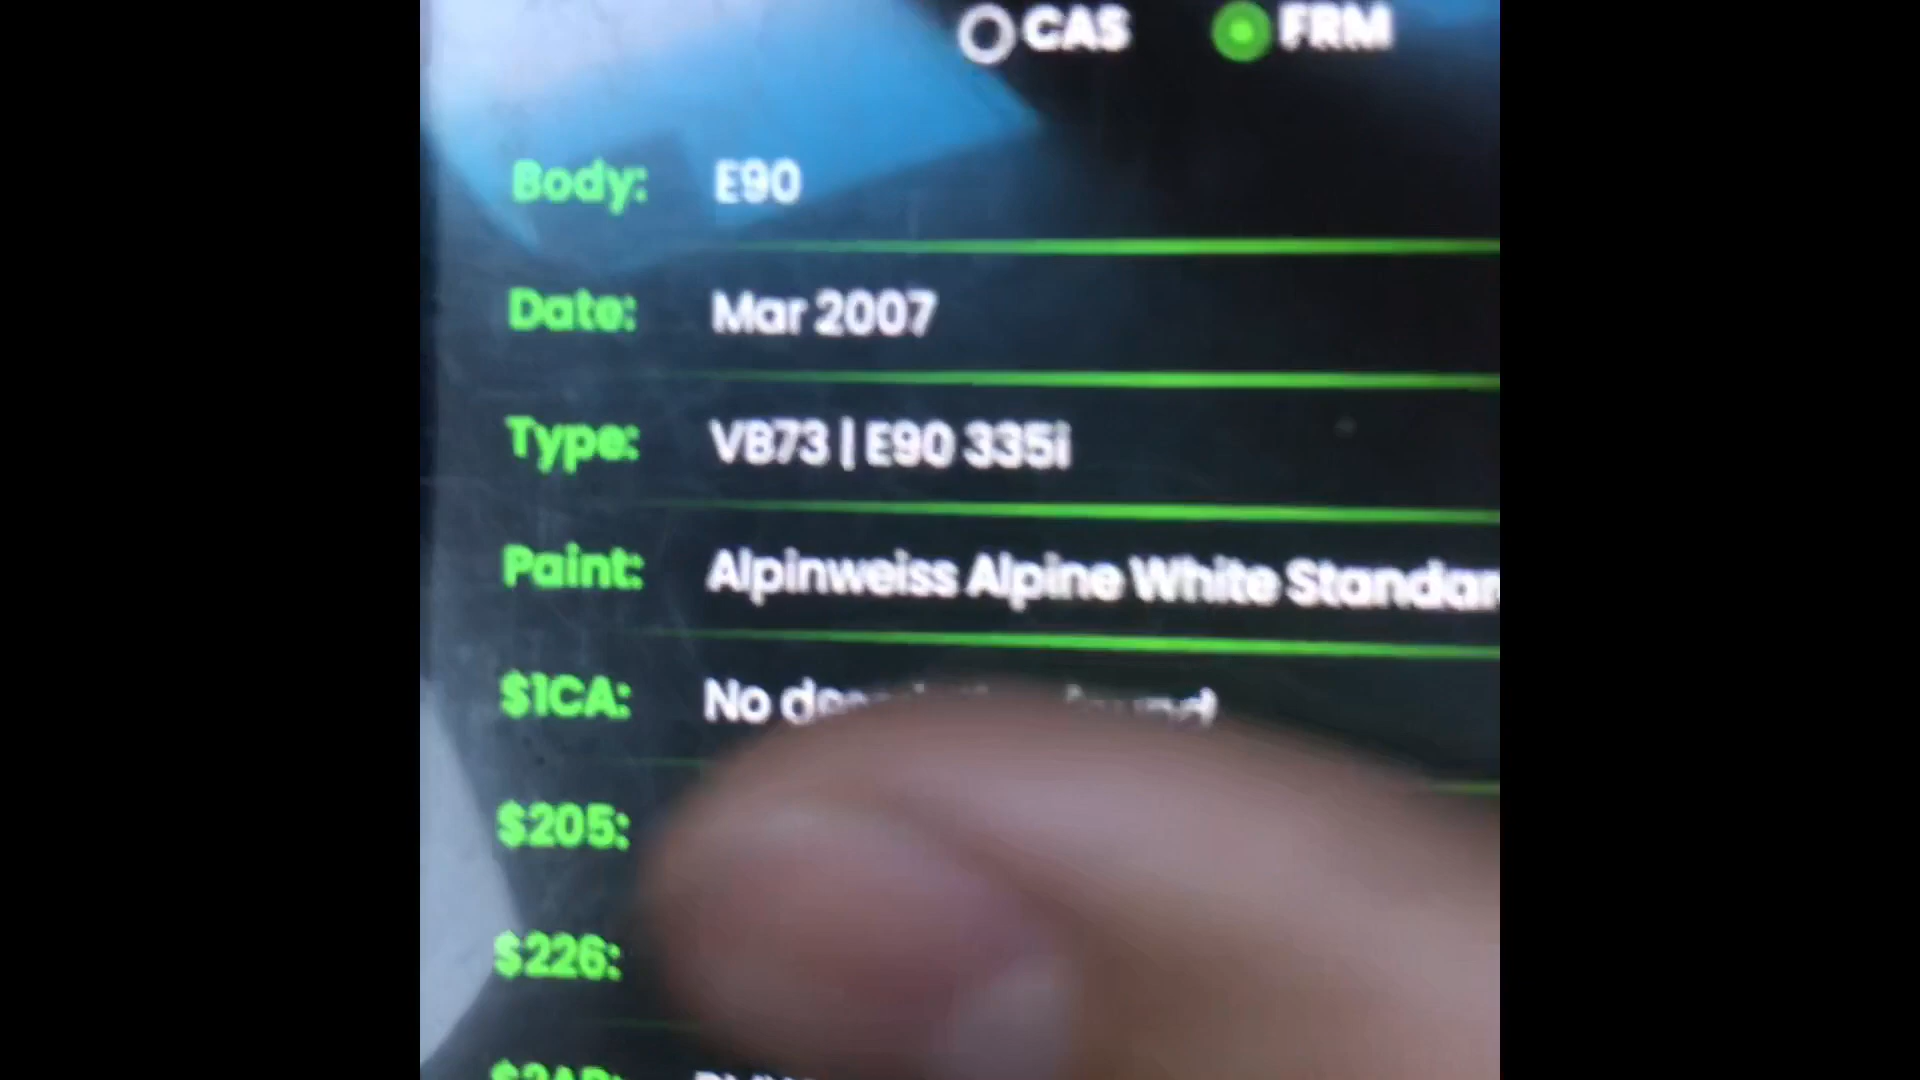 CAS FRM
Body: E90
Date: Mar 2007
Type: VB73 | E90 335i
Paint: Alpinweiss Alpine White Standar
$1CA: No
$205:
$226: